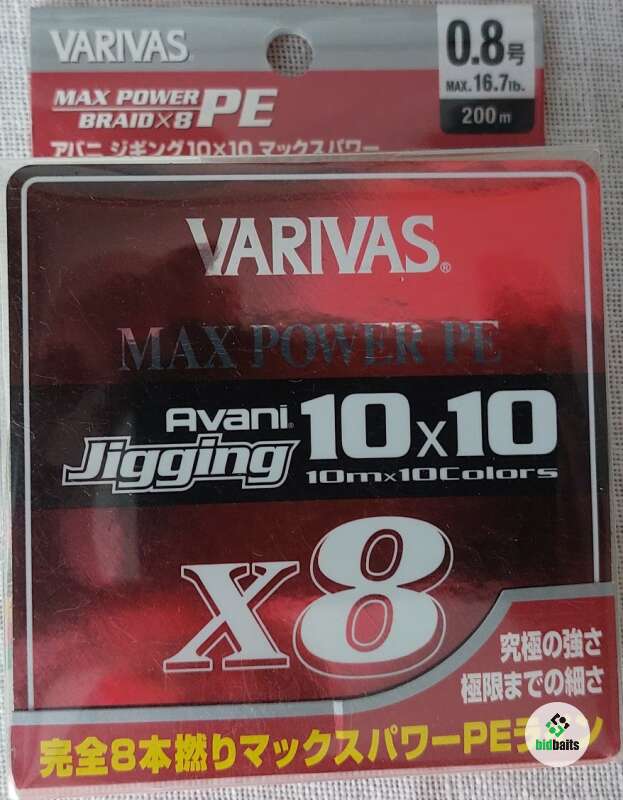 VARIVAS
0.8号
MAX.16.7lb.
200m
MAX POWER
BRAID×8 PE
アバニ ジギング10×10 マックスパワー
VARIVAS®
MAX POWER PE
Avani®
Jigging
10x10
10m×10Colors
x8
究極の強さ
極限までの細さ
完全8本撚りマックスパワーPEライン
bidbaits